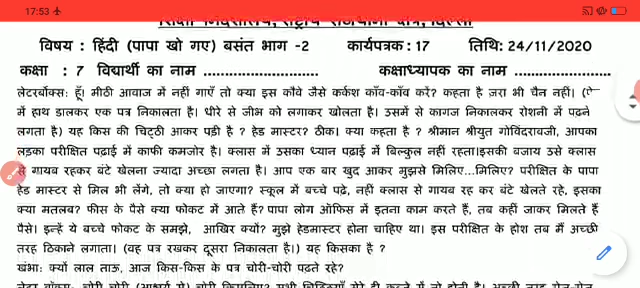 17:53
शिक्षा निदेशालय, राष्ट्रीय राजधानी क्षेत्र, दिल्ली
विषय : हिंदी (पापा खो गए) बसंत भाग -2 कार्यपत्रक : 17 तिथि: 24/11/2020
कक्षा : 7 विद्यार्थी का नाम ........................ कक्षाध्यापक का नाम ....................
लेटरबॉक्स: हूँ! मीठी आवाज में नहीं गाएँ तो क्या इस कौवे जैसे कर्कश काँव-काँव करें? कहता है ज़रा भी चैन नहीं। (
में हाथ डालकर एक पत्र निकालता है। धीरे से जीभ को लगाकर खोलता है। उसमें से कागज निकालकर रोशनी में पढ़ने
लगता है) यह किस की चिट्ठी आकर पड़ी है ? हेड मास्टर? ठीक। क्या कहता है ? श्रीमान श्रीयुत गोविंदरावजी, आपका
लड़का परीक्षित पढ़ाई में काफी कमजोर है। क्लास में उसका ध्यान पढ़ाई में बिल्कुल नहीं रहता।इसकी बजाय उसे क्लास
से गायब रहकर बंटे खेलना ज्यादा अच्छा लगता है। आप एक बार खुद आकर मुझसे मिलिए...मिलिए? परीक्षित के पापा
हेड मास्टर से मिल भी लेंगे, तो क्या हो जाएगा? स्कूल में बच्चे पढ़े, नहीं क्लास से गायब रह कर बंटे खेलते रहे, इसका
क्या मतलब? फीस के पैसे क्या फोकट में आते हैं? पापा लोग ऑफिस में इतना काम करते हैं, तब कहीं जाकर मिलते हैं
पैसे। इन्हें ये बच्चे फोकट के समझे, आखिर क्यों? मुझे हेडमास्टर होना चाहिए था। इस परीक्षित के होश तब मैं अच्छी
तरह ठिकाने लगाता। (वह पत्र रखकर दूसरा निकालता है।) यह किसका है ?
खंभा: क्यों लाल ताऊ, आज किस-किस के पत्र चोरी-चोरी पढ़ते रहे?